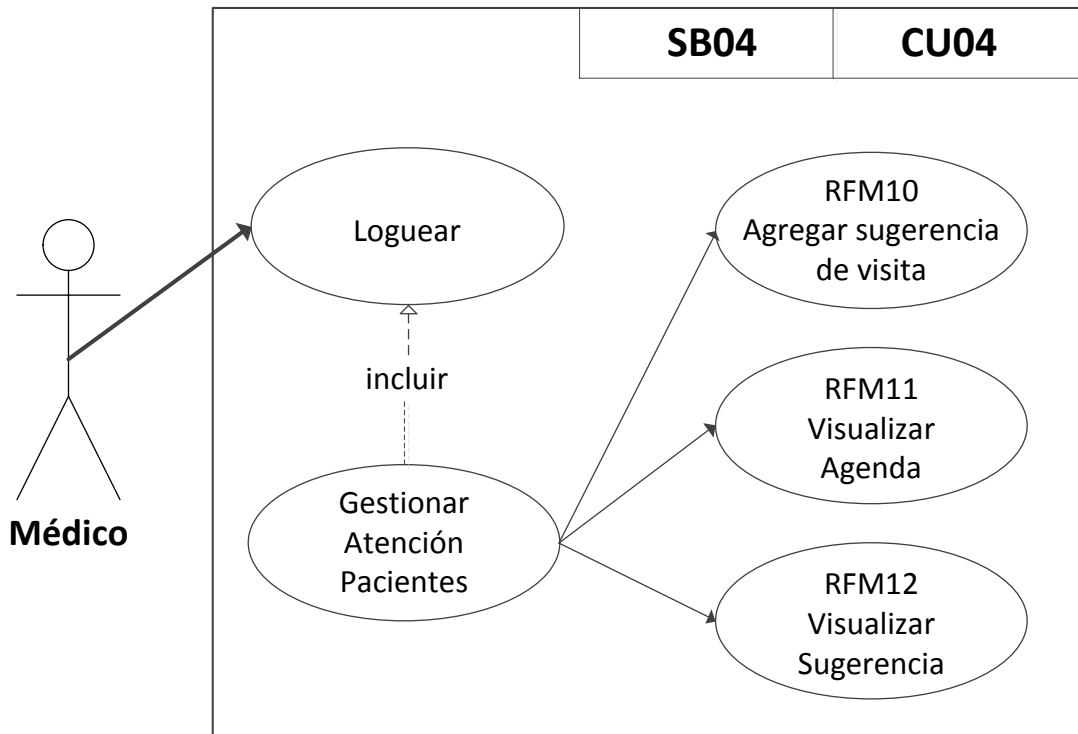 SB04
CU04
Loguear
RFM10
Agregar sugerencia
de visita
incluir
RFM11
Visualizar
Agenda
Gestionar
Atención
Pacientes
Médico
RFM12
Visualizar
Sugerencia